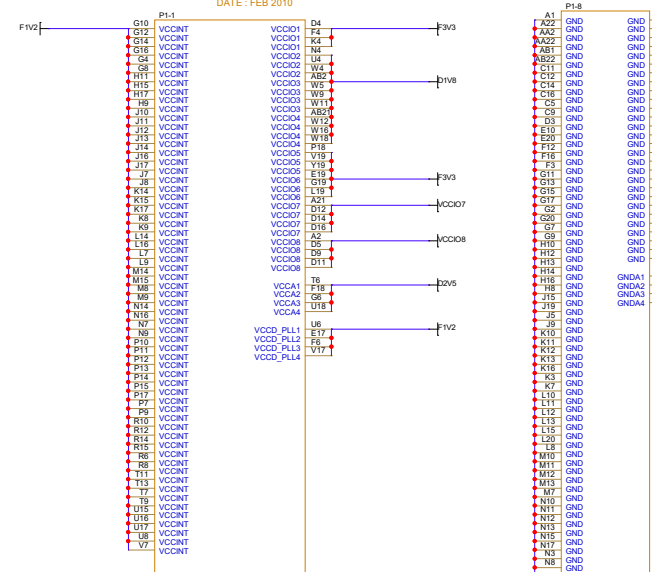 DATE : FEB 2010
P1-1
F1V2
G10 VCCINT VCCIO1 D4 F3V3
G12 VCCINT VCCIO1 F4
G14 VCCINT VCCIO1 K4
G16 VCCINT VCCIO2 N4
G4 VCCINT VCCIO2 U4
G8 VCCINT VCCIO2 W4
H11 VCCINT VCCIO3 AB2 D1V8
H15 VCCINT VCCIO3 W5
H17 VCCINT VCCIO3 W9
H9 VCCINT VCCIO3 W11
J10 VCCINT VCCIO4 AB21
J11 VCCINT VCCIO4 W12
J12 VCCINT VCCIO4 W16
J13 VCCINT VCCIO4 W18
J14 VCCINT VCCIO5 P18
J16 VCCINT VCCIO5 V19
J17 VCCINT VCCIO5 Y19
J7 VCCINT VCCIO6 E19 F3V3
J8 VCCINT VCCIO6 G19
K14 VCCINT VCCIO6 L19
K15 VCCINT VCCIO7 A21 VCCIO7
K17 VCCINT VCCIO7 D12
K8 VCCINT VCCIO7 D14
K9 VCCINT VCCIO7 D16
L14 VCCINT VCCIO8 A2 VCCIO8
L16 VCCINT VCCIO8 D5
L7 VCCINT VCCIO8 D9
L9 VCCINT VCCIO8 D11
M14 VCCINT
M15 VCCINT VCCA1 T6 D2V5
M8 VCCINT VCCA2 F18
M9 VCCINT VCCA3 G6
N14 VCCINT VCCA4 U18
N16 VCCINT
N7 VCCINT VCCD_PLL1 U6 F1V2
N9 VCCINT VCCD_PLL2 E17
P10 VCCINT VCCD_PLL3 F6
P11 VCCINT VCCD_PLL4 V17
P12 VCCINT
P13 VCCINT
P14 VCCINT
P15 VCCINT
P17 VCCINT
P7 VCCINT
P9 VCCINT
R10 VCCINT
R12 VCCINT
R14 VCCINT
R15 VCCINT
R6 VCCINT
R8 VCCINT
T11 VCCINT
T13 VCCINT
T7 VCCINT
T9 VCCINT
U15 VCCINT
U16 VCCINT
U17 VCCINT
U8 VCCINT
V7 VCCINT
P1-8
A1 GND GND
A22 GND GND
AA2 GND GND
AA22 GND GND
AB1 GND GND
AB22 GND GND
C11 GND GND
C12 GND GND
C14 GND GND
C16 GND GND
C5 GND GND
C9 GND GND
D3 GND GND
E10 GND GND
E20 GND GND
F12 GND GND
F16 GND GND
F3 GND GND
G11 GND GND
G13 GND GND
G15 GND GND
G17 GND GND
G2 GND GND
G20 GND GND
G7 GND GND
G9 GND GND
H10 GND GND
H12 GND GND
H13 GND
H14 GND GNDA1
H16 GND GNDA2
H8 GND GNDA3
J15 GND GNDA4
J19 GND
J5 GND
J9 GND
K10 GND
K11 GND
K12 GND
K13 GND
K16 GND
K3 GND
K7 GND
L10 GND
L11 GND
L12 GND
L13 GND
L15 GND
L20 GND
L8 GND
M10 GND
M11 GND
M12 GND
M13 GND
M7 GND
N10 GND
N11 GND
N12 GND
N13 GND
N15 GND
N17 GND
N3 GND
N8 GND